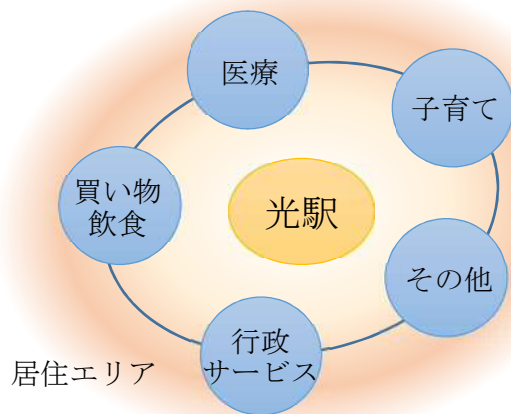 医療
子育て
買い物
飲食
光駅
その他
行政
サービス
居住エリア